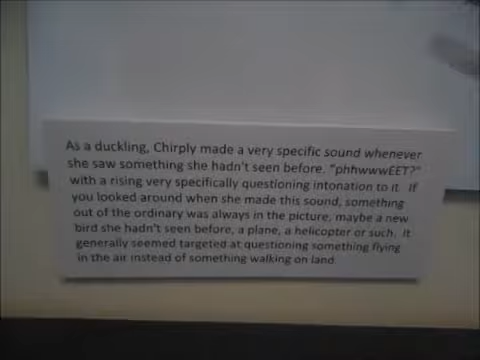 As a duckling, Chirply made a very specific sound whenever
she saw something she hadn't seen before. "phhwwwEET?"
with a rising very specifically questioning intonation to it. If
you looked around when she made this sound, something
out of the ordinary was always in the picture, maybe a new
bird she hadn't seen before, a plane, a helicopter or such. It
generally seemed targeted at questioning something flying
in the air instead of something walking on land.